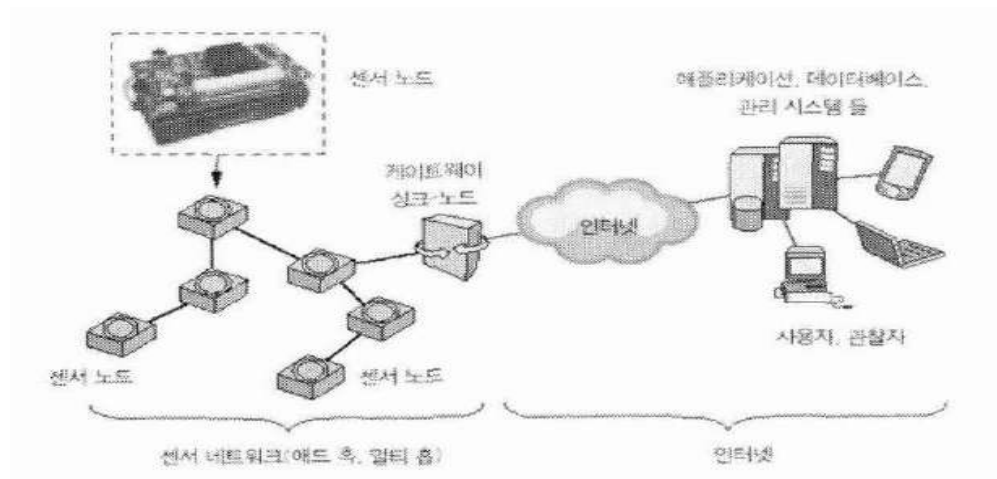 센서 노드
애플리케이션, 데이터베이스,
관리 시스템 등
게이트웨이
싱크 노드
인터넷
사용자, 관찰자
센서 노드
센서 노드
센서 네트워크(애드 혹, 멀티 홉)
인터넷